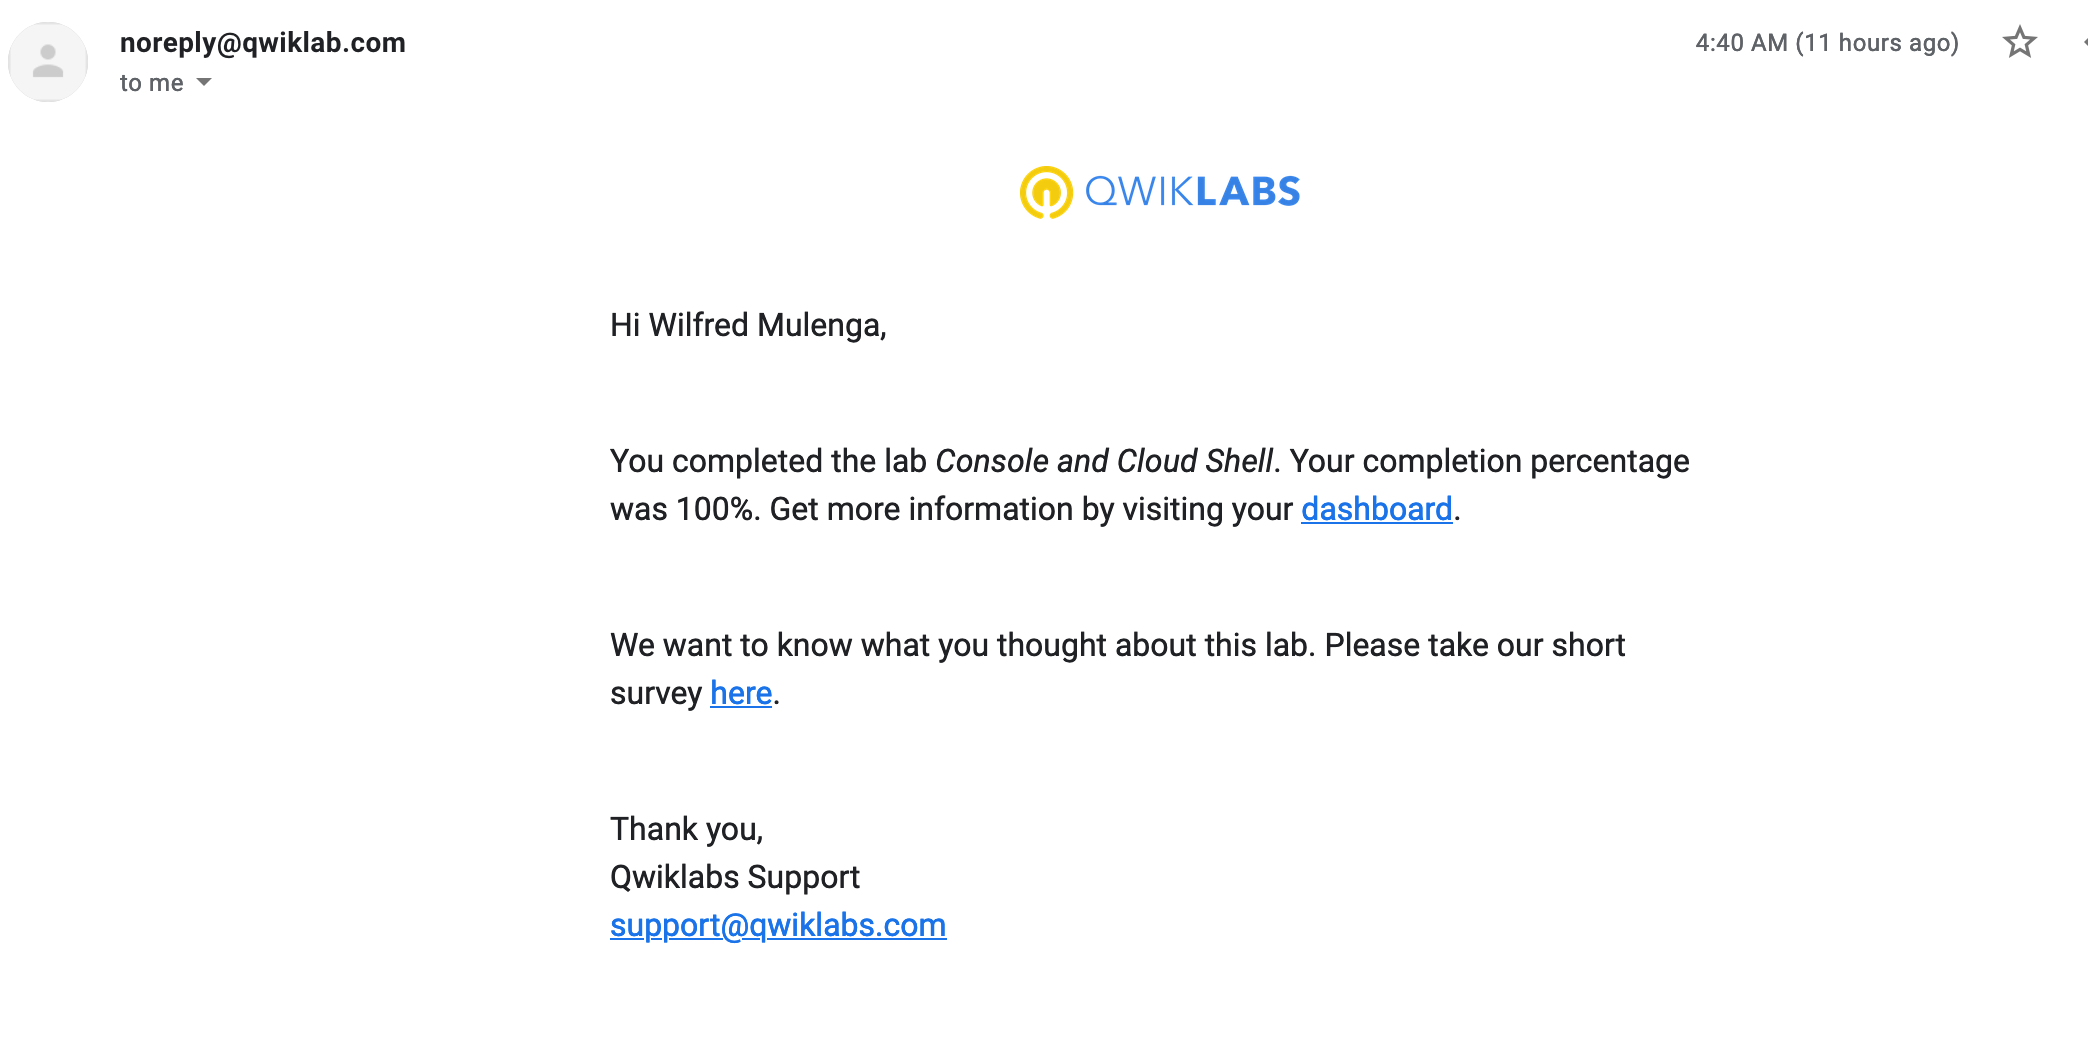 noreply@qwiklab.com
4:40 AM (11 hours ago)
to me
QWIKLABS
Hi Wilfred Mulenga,
You completed the lab Console and Cloud Shell. Your completion percentage
was 100%. Get more information by visiting your dashboard.
We want to know what you thought about this lab. Please take our short
survey here.
Thank you,
Qwiklabs Support
support@qwiklabs.com